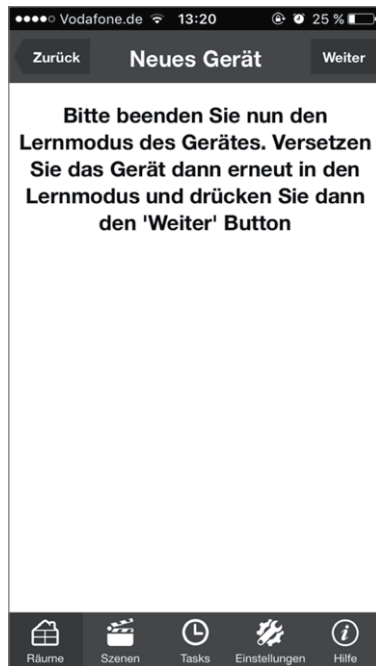 Vodafone.de 13:20 25 %
Zurück Neues Gerät Weiter
Bitte beenden Sie nun den
Lernmodus des Gerätes. Versetzen
Sie das Gerät dann erneut in den
Lernmodus und drücken Sie dann
den 'Weiter' Button
Räume Szenen Tasks Einstellungen Hilfe